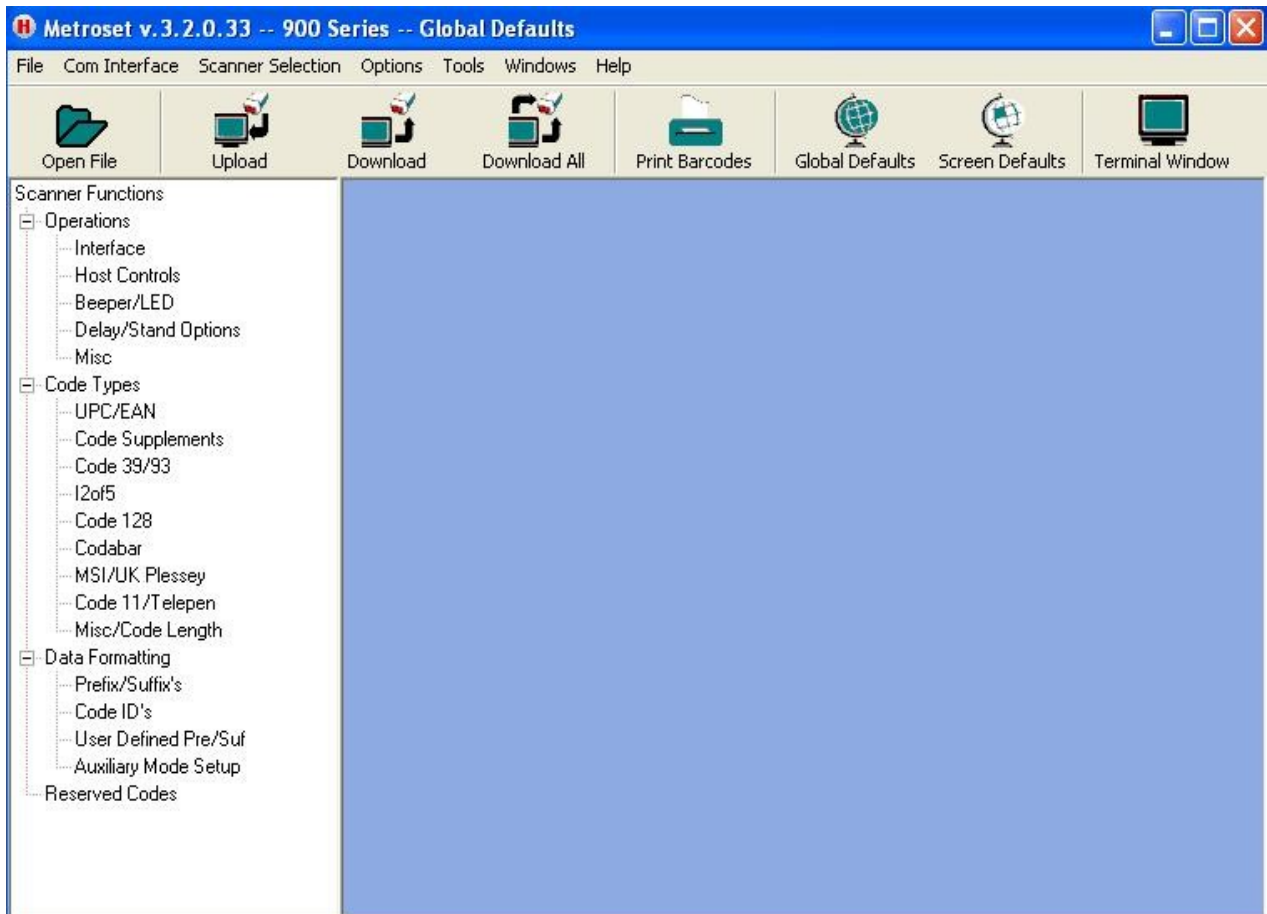 Metroset v.3.2.0.33 -- 900 Series -- Global Defaults
File Com Interface Scanner Selection Options Tools Windows Help
Open File Upload Download Download All Print Barcodes Global Defaults Screen Defaults Terminal Window
Scanner Functions
Operations
Interface
Host Controls
Beeper/LED
Delay/Stand Options
Misc
Code Types
UPC/EAN
Code Supplements
Code 39/93
I2of5
Code 128
Codabar
MSI/UK Plessey
Code 11/Telepen
Misc/Code Length
Data Formatting
Prefix/Suffix's
Code ID's
User Defined Pre/Suf
Auxiliary Mode Setup
Reserved Codes